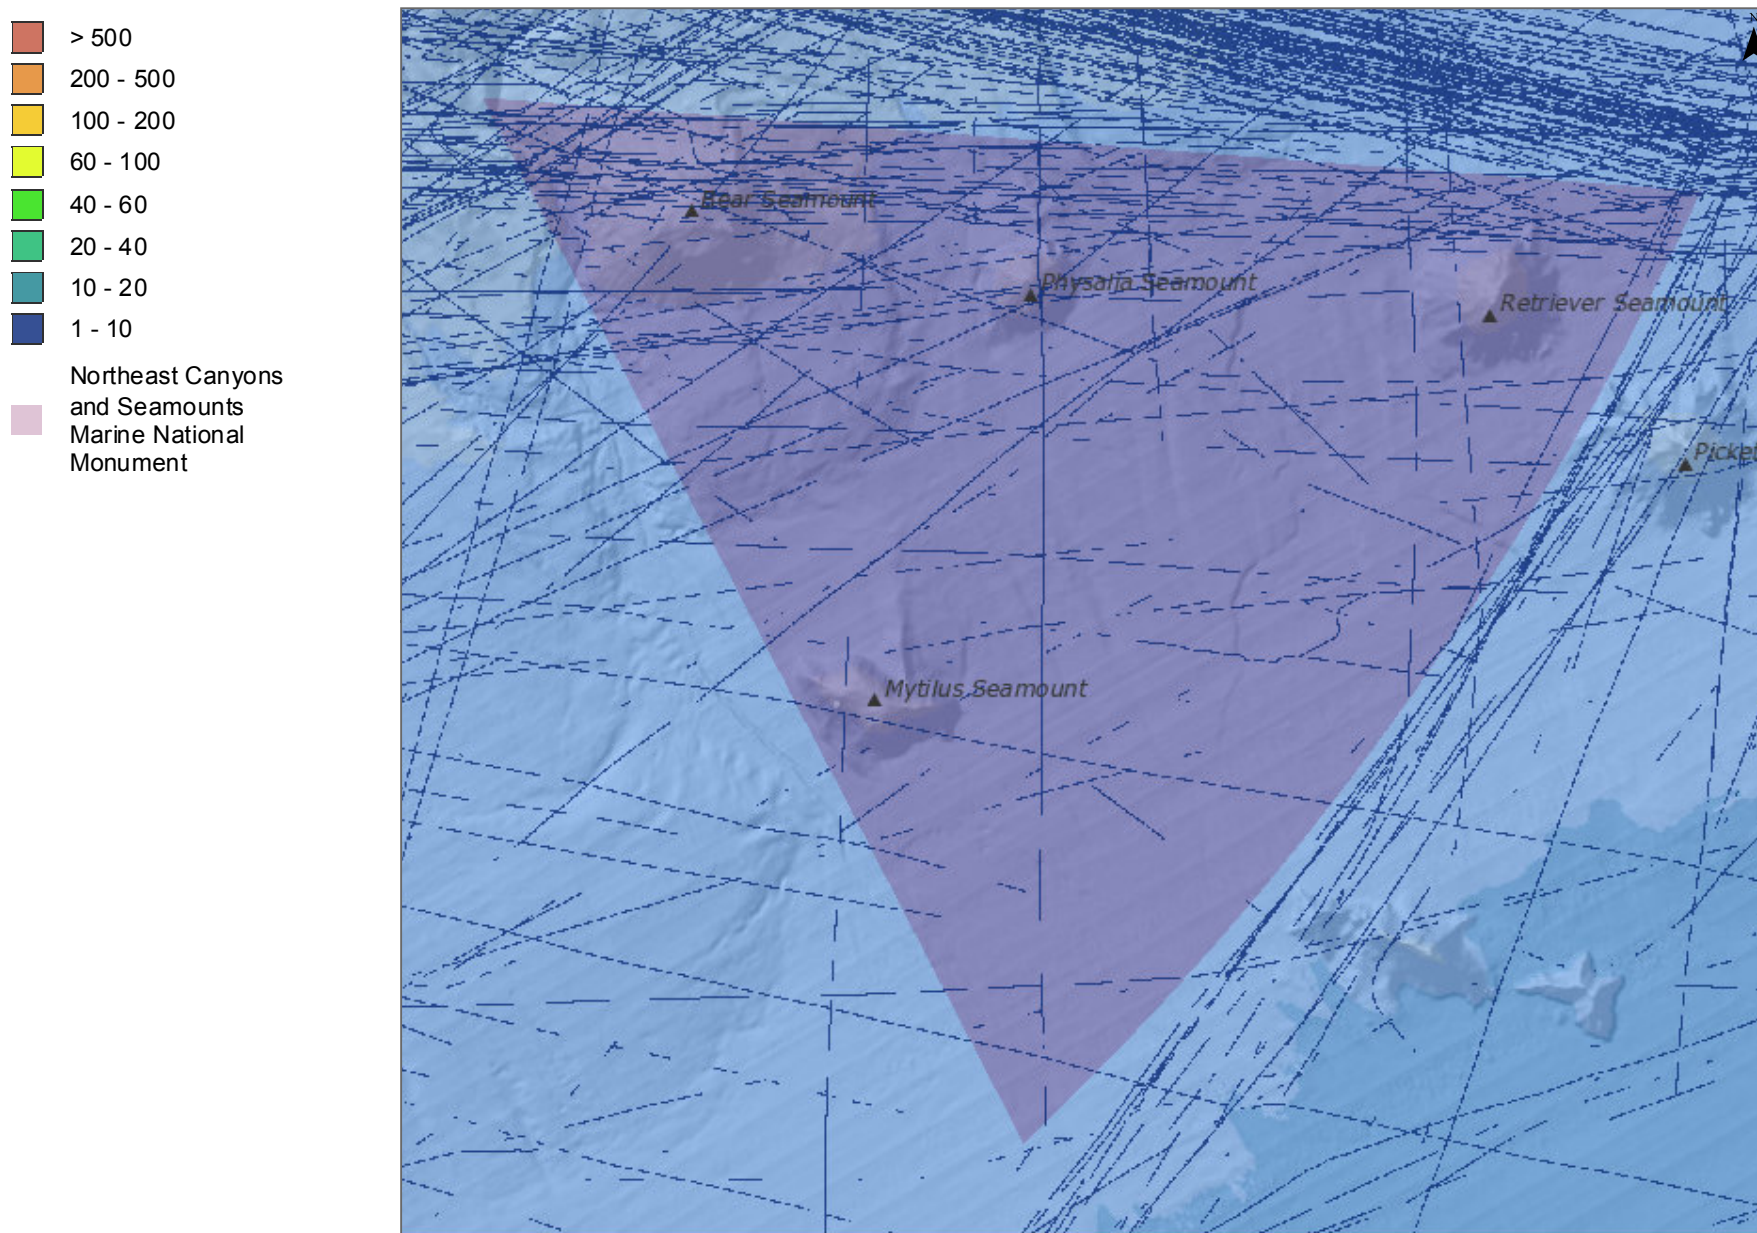 > 500
200 - 500
100 - 200
60 - 100
40 - 60
20 - 40
10 - 20
1 - 10
Northeast Canyons
and Seamounts
Marine National
Monument
Bear Seamount
Physalia Seamount
Retriever Seamount
Picket
Mytilus Seamount